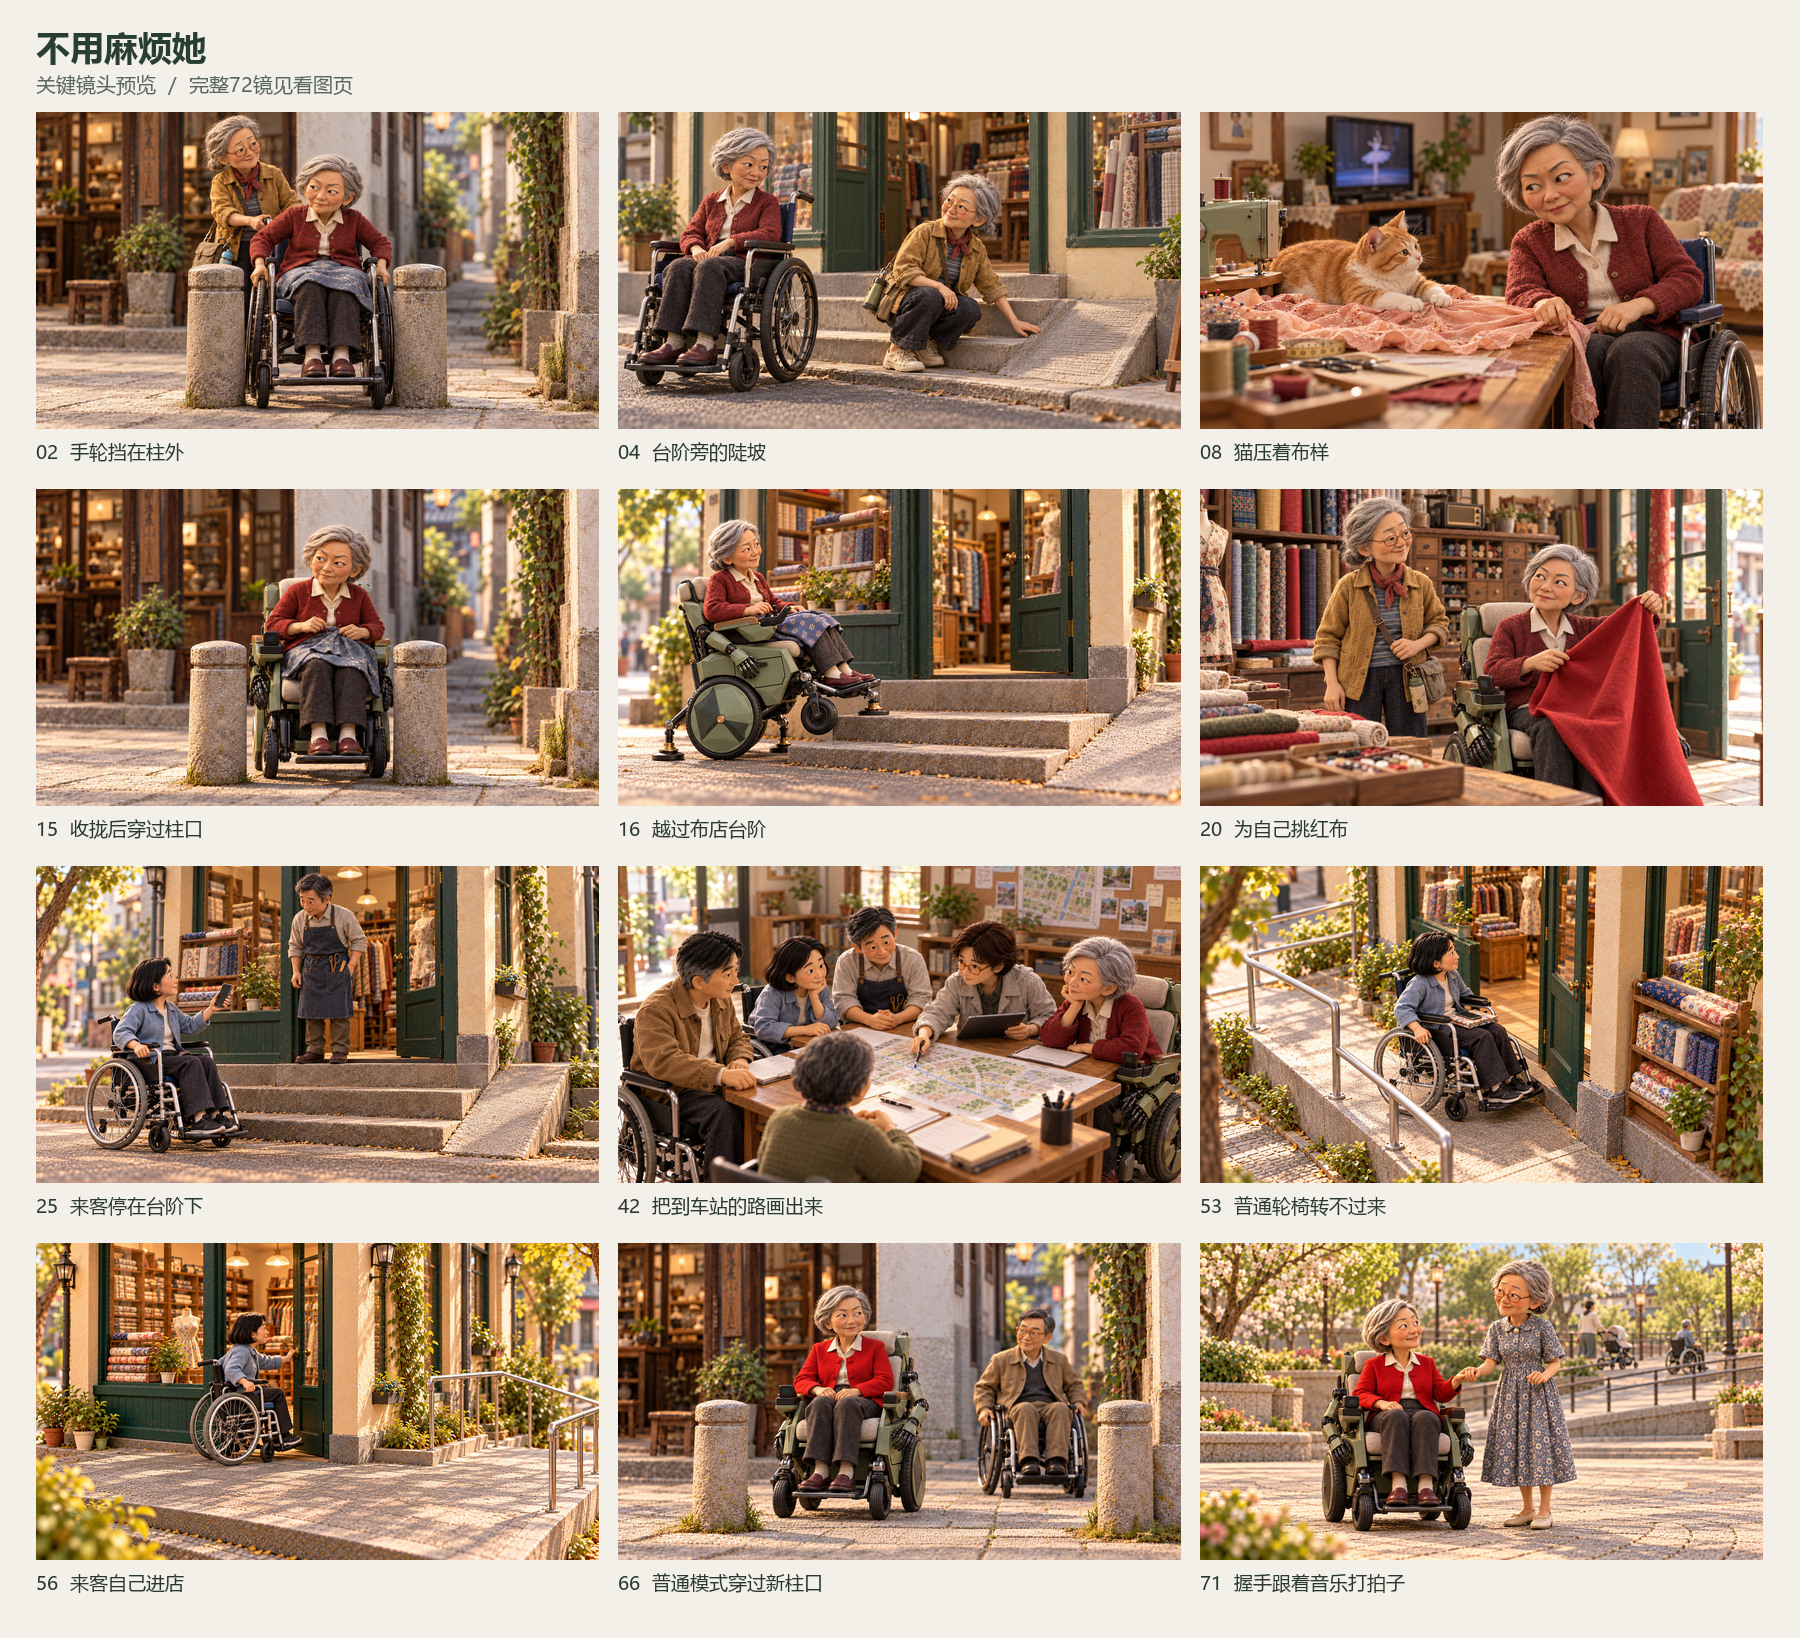 不用麻烦她
关键镜头预览 / 完整72镜见看图页
02 手轮挡在柱外
04 台阶旁的陡坡
08 猫压着布样
15 收拢后穿过柱口
16 越过布店台阶
20 为自己挑红布
25 来客停在台阶下
42 把到车站的路画出来
53 普通轮椅转不过来
56 来客自己进店
66 普通模式穿过新柱口
71 握手跟着音乐打拍子